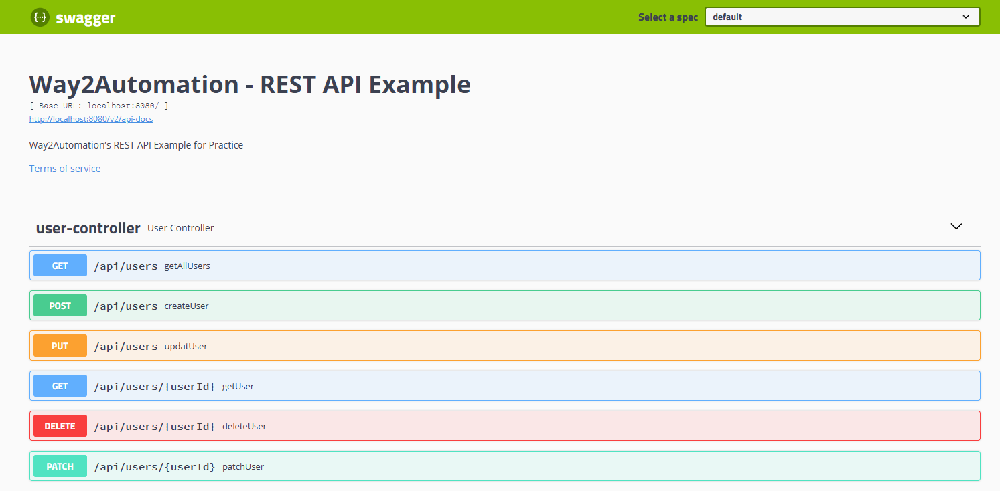 swagger
Select a spec default
Way2Automation - REST API Example
[ Base URL: localhost:8080/ ]
http://localhost:8080/v2/api-docs
Way2Automation’s REST API Example for Practice
Terms of service
user-controller User Controller
GET /api/users getAllUsers
POST /api/users createUser
PUT /api/users updatUser
GET /api/users/{userId} getUser
DELETE /api/users/{userId} deleteUser
PATCH /api/users/{userId} patchUser